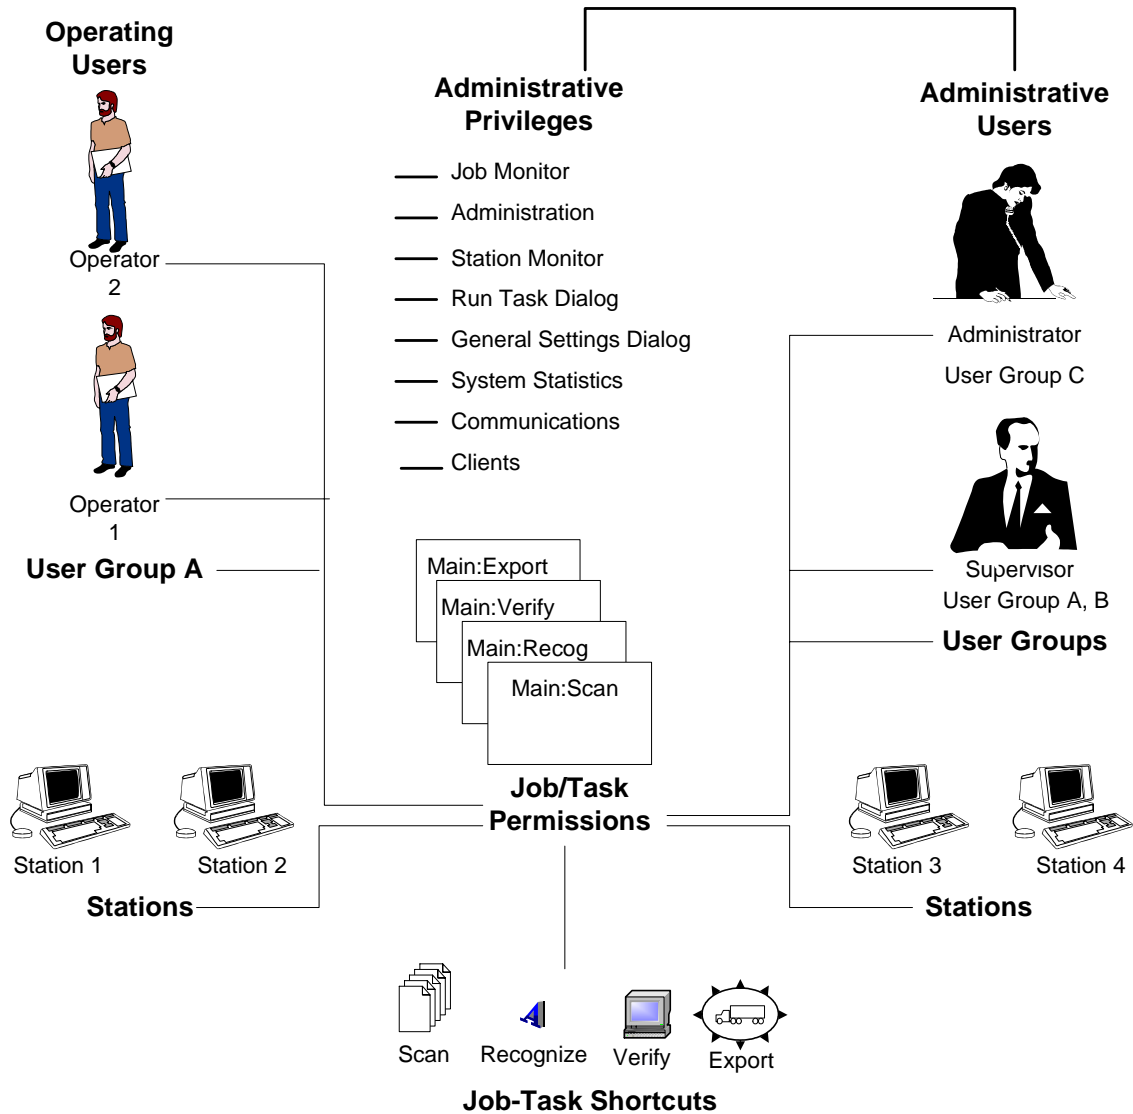 Operating
Users
Administrative
Privileges
Administrative
Users
Job Monitor
Administration
Station Monitor
Run Task Dialog
General Settings Dialog
System Statistics
Communications
Clients
Operator
2
Operator
1
User Group A
Administrator
User Group C
Supervisor
User Group A, B
User Groups
Main:Export
Main:Verify
Main:Recog
Main:Scan
Job/Task
Permissions
Station 1
Station 2
Stations
Station 3
Station 4
Stations
Scan
Recognize
Verify
Export
Job-Task Shortcuts